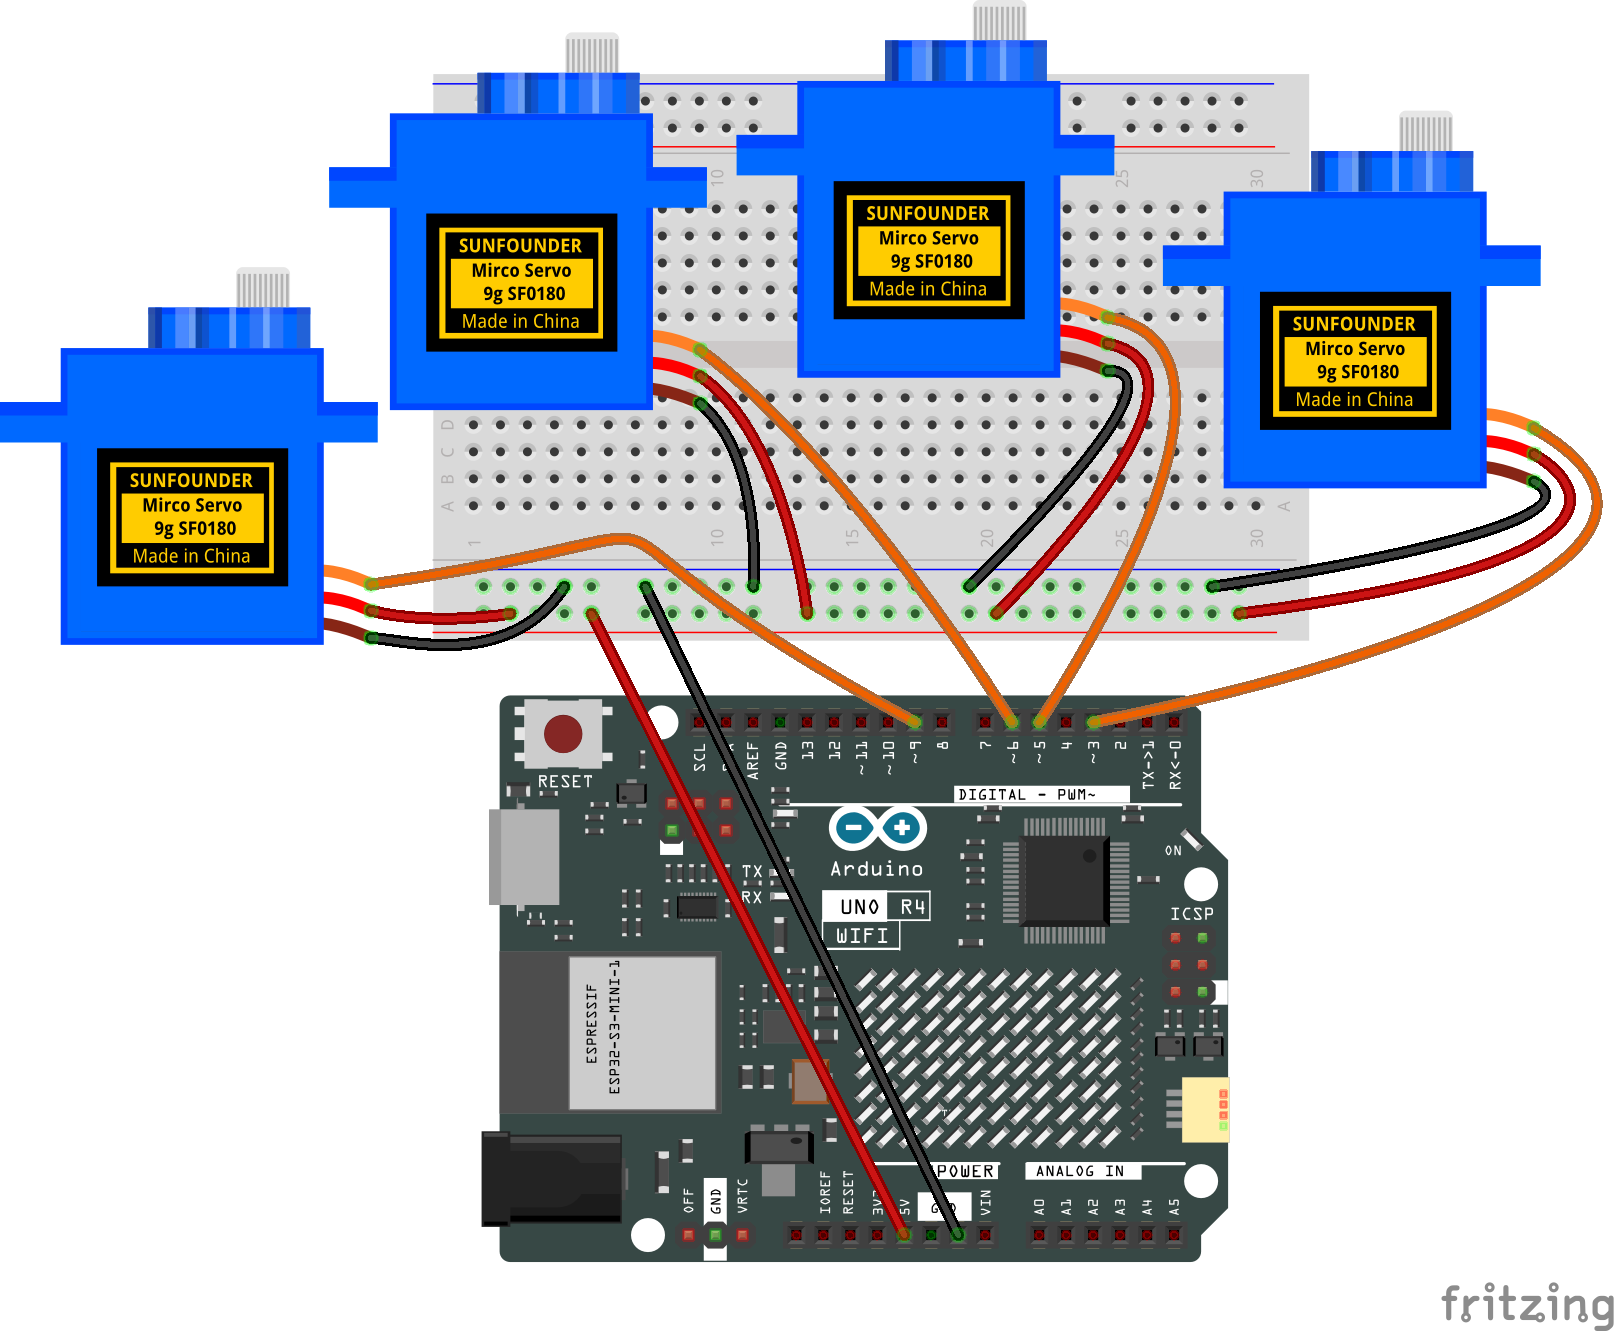 SUNFOUNDER
Mirco Servo
9g SF0180
Made in China
SUNFOUNDER
Mirco Servo
9g SF0180
Made in China
SUNFOUNDER
Mirco Servo
9g SF0180
Made in China
SUNFOUNDER
Mirco Servo
9g SF0180
Made in China
10
25
30
D
C
B
A
A
1
10
15
20
25
30
RESET
SCL
AREF
GND
13
12
~11
~10
~9
8
7
~6
~5
4
~3
2
TX->1
RX<-0
DIGITAL - PWM~
TX
RX
Arduino
UNO R4
WIFI
ON
ICSP
ESPRESSIF
ESP32-S3-MINI-1
POWER
ANALOG IN
OFF
GND
VRTC
IOREF
RESET
5V
VIN
A0
A1
A2
A3
A4
A5
fritzing